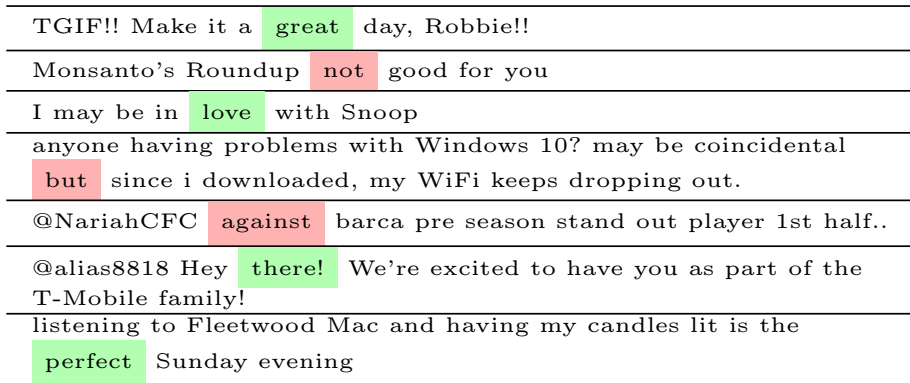 TGIF!! Make it a great day, Robbie!!
Monsanto's Roundup not good for you
I may be in love with Snoop
anyone having problems with Windows 10? may be coincidental
but since i downloaded, my WiFi keeps dropping out.
@NariahCFC against barca pre season stand out player 1st half..
@alias8818 Hey there! We're excited to have you as part of the
T-Mobile family!
listening to Fleetwood Mac and having my candles lit is the
perfect Sunday evening